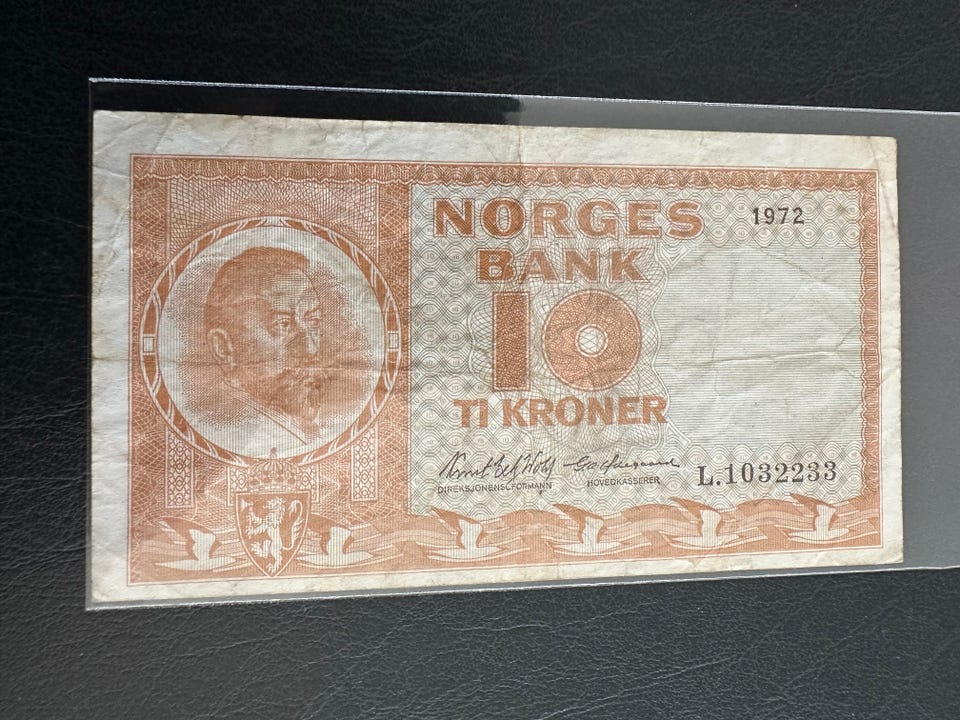 NORGES
1972
BANK
10
TI KRONER
DIREKSJONENS FORMANN
HOVEDKASSERER
L.1032233